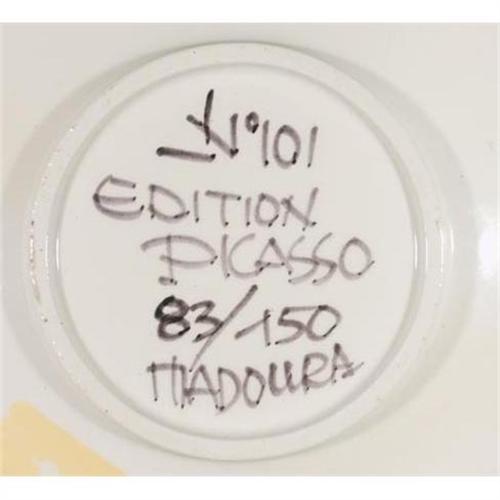 N°101
EDITION
PICASSO
83/150
MADOURA